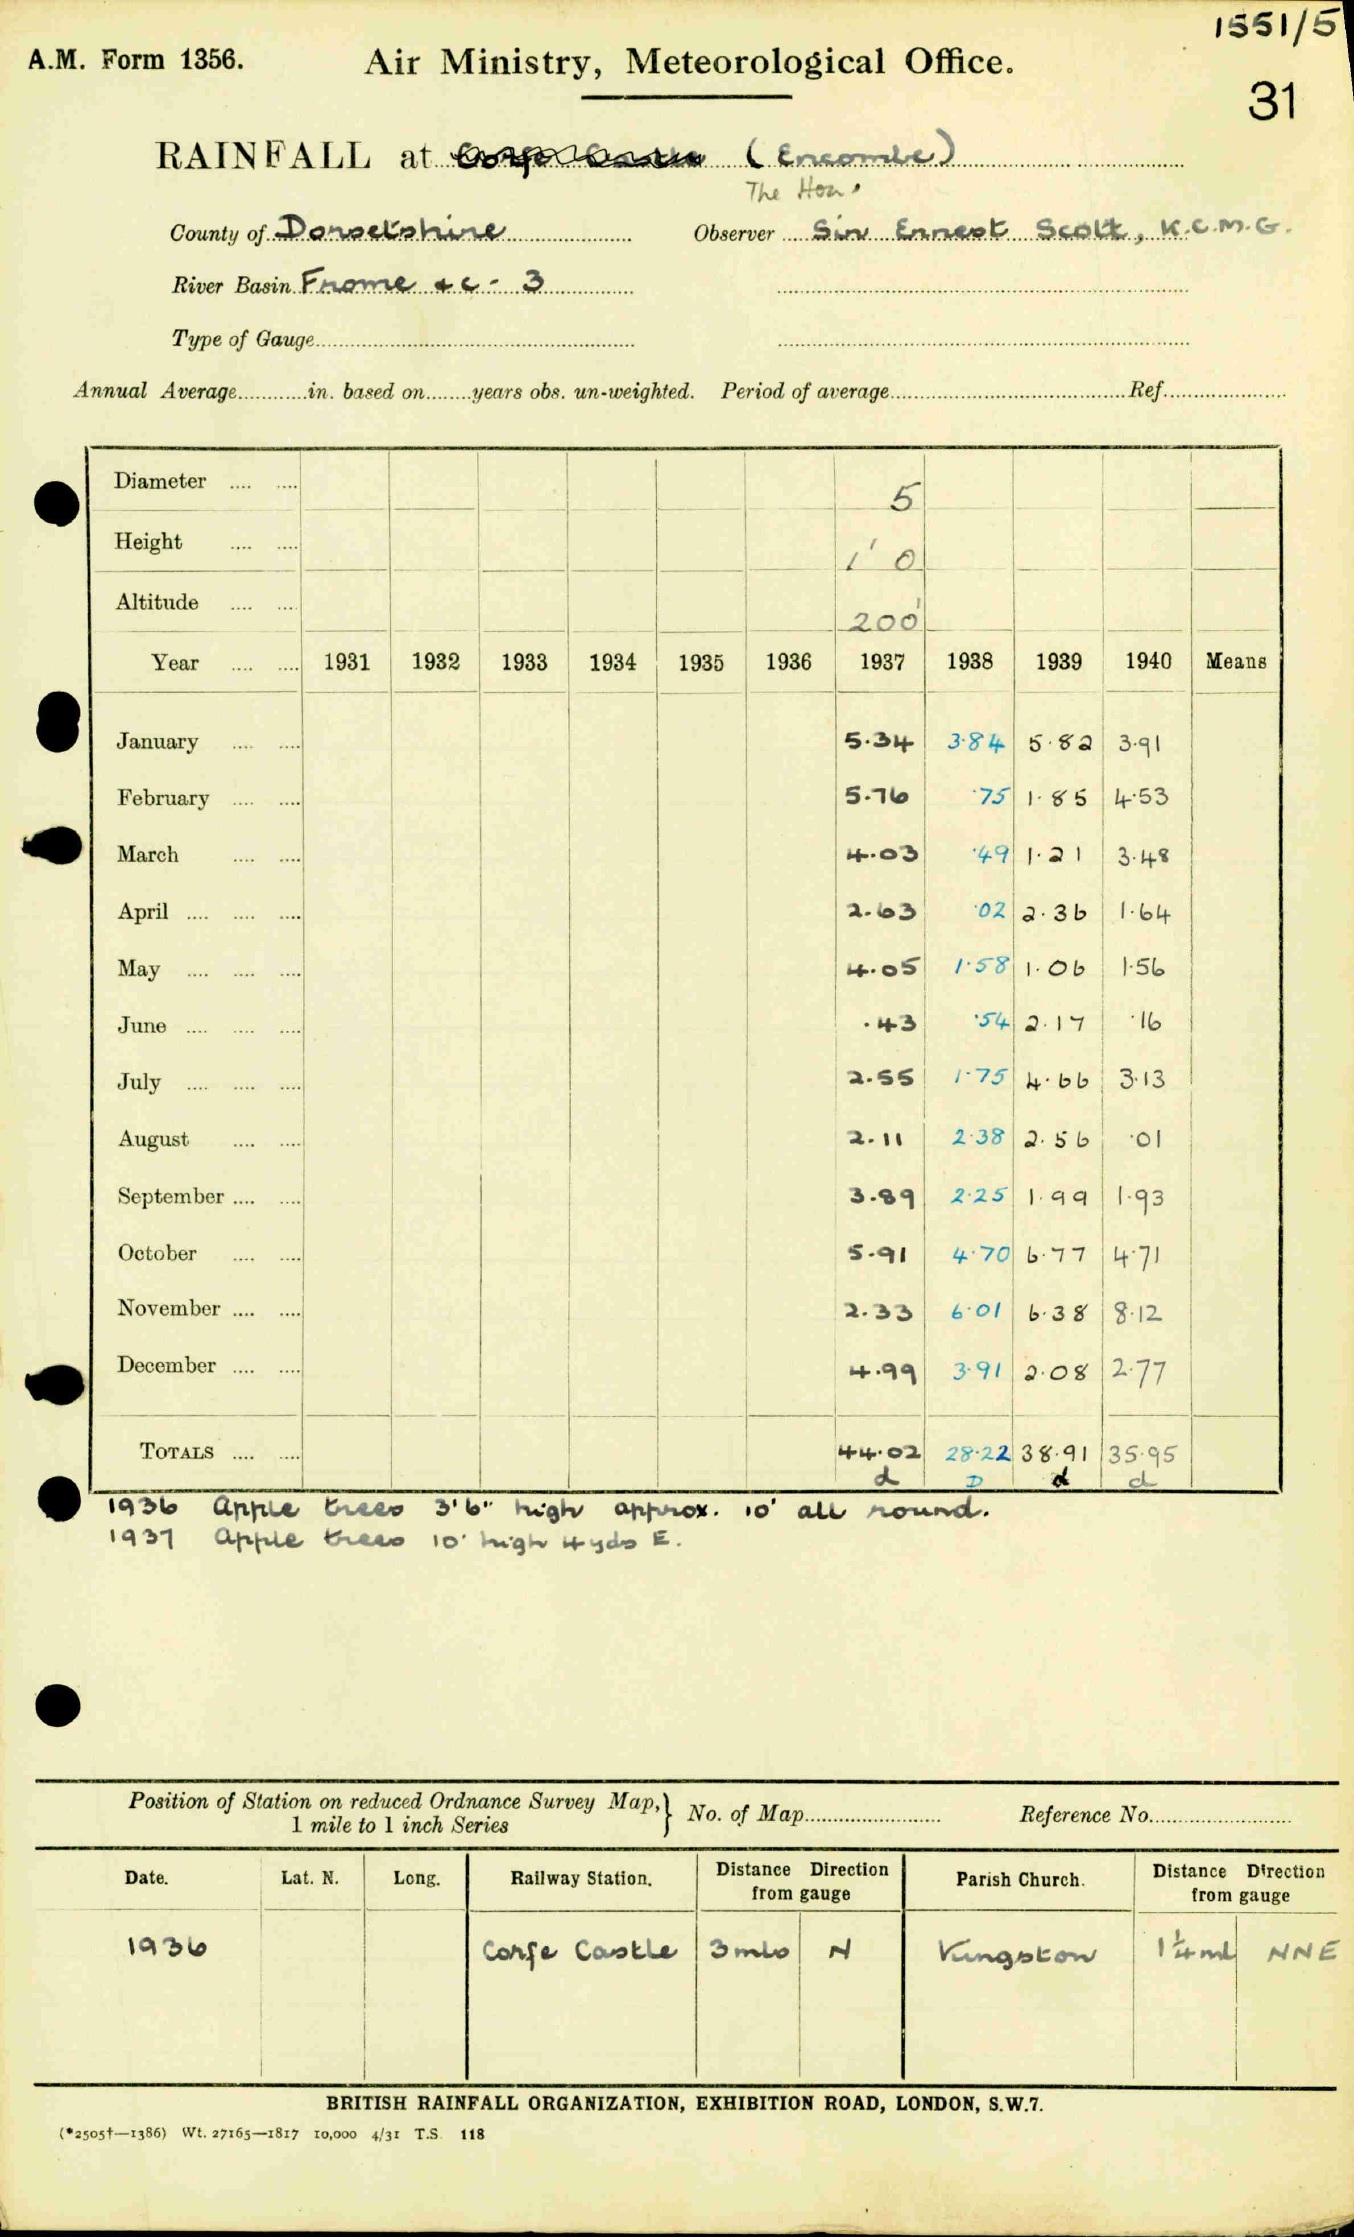 1551/5
A.M. Form 1356. Air Ministry, Meteorological Office.
31
RAINFALL at Corfe Castle (Encombe)
The Hon.
County of Dorsetshire Observer Sir Ernest Scott, K.C.M.G.
River Basin Frome &c - 3
Type of Gauge
Annual Average in. based on years obs. un-weighted. Period of average Ref.
Diameter 5
Height 1' 0
Altitude 200'
Year 1931 1932 1933 1934 1935 1936 1937 1938 1939 1940 Means
January 5.34 3.84 5.82 3.91
February 5.76 .75 1.85 4.53
March 4.03 .49 1.21 3.48
April 2.63 .02 2.36 1.64
May 4.05 1.58 1.06 1.56
June .43 .54 2.17 .16
July 2.55 1.75 4.66 3.13
August 2.11 2.38 2.56 .01
September 3.89 2.25 1.99 1.93
October 5.91 4.70 6.77 4.71
November 2.33 6.01 6.38 8.12
December 4.99 3.91 2.08 2.77
TOTALS 44.02 28.22 38.91 35.95
d D d d
1936 Apple trees 3'6" high approx. 10' all round.
1937 Apple trees 10' high 4 yds E.
Position of Station on reduced Ordnance Survey Map, } No. of Map Reference No.
1 mile to 1 inch Series
Date. Lat. N. Long. Railway Station. Distance Direction from gauge Parish Church. Distance Direction from gauge
1936 Corfe Castle 3 mls N Kingston 1¼ ml NNE
BRITISH RAINFALL ORGANIZATION, EXHIBITION ROAD, LONDON, S.W.7.
(*2505†—1386) Wt. 27165—1817 10,000 4/31 T.S. 118